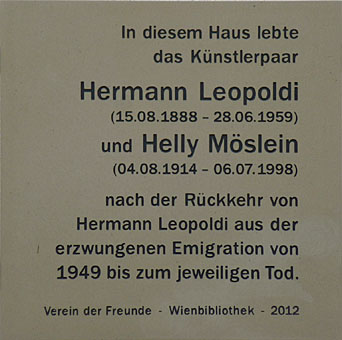 In diesem Haus lebte
das Künstlerpaar
Hermann Leopoldi
(15.08.1888 – 28.06.1959)
und Helly Möslein
(04.08.1914 – 06.07.1998)
nach der Rückkehr von
Hermann Leopoldi aus der
erzwungenen Emigration von
1949 bis zum jeweiligen Tod.
Verein der Freunde - Wienbibliothek - 2012